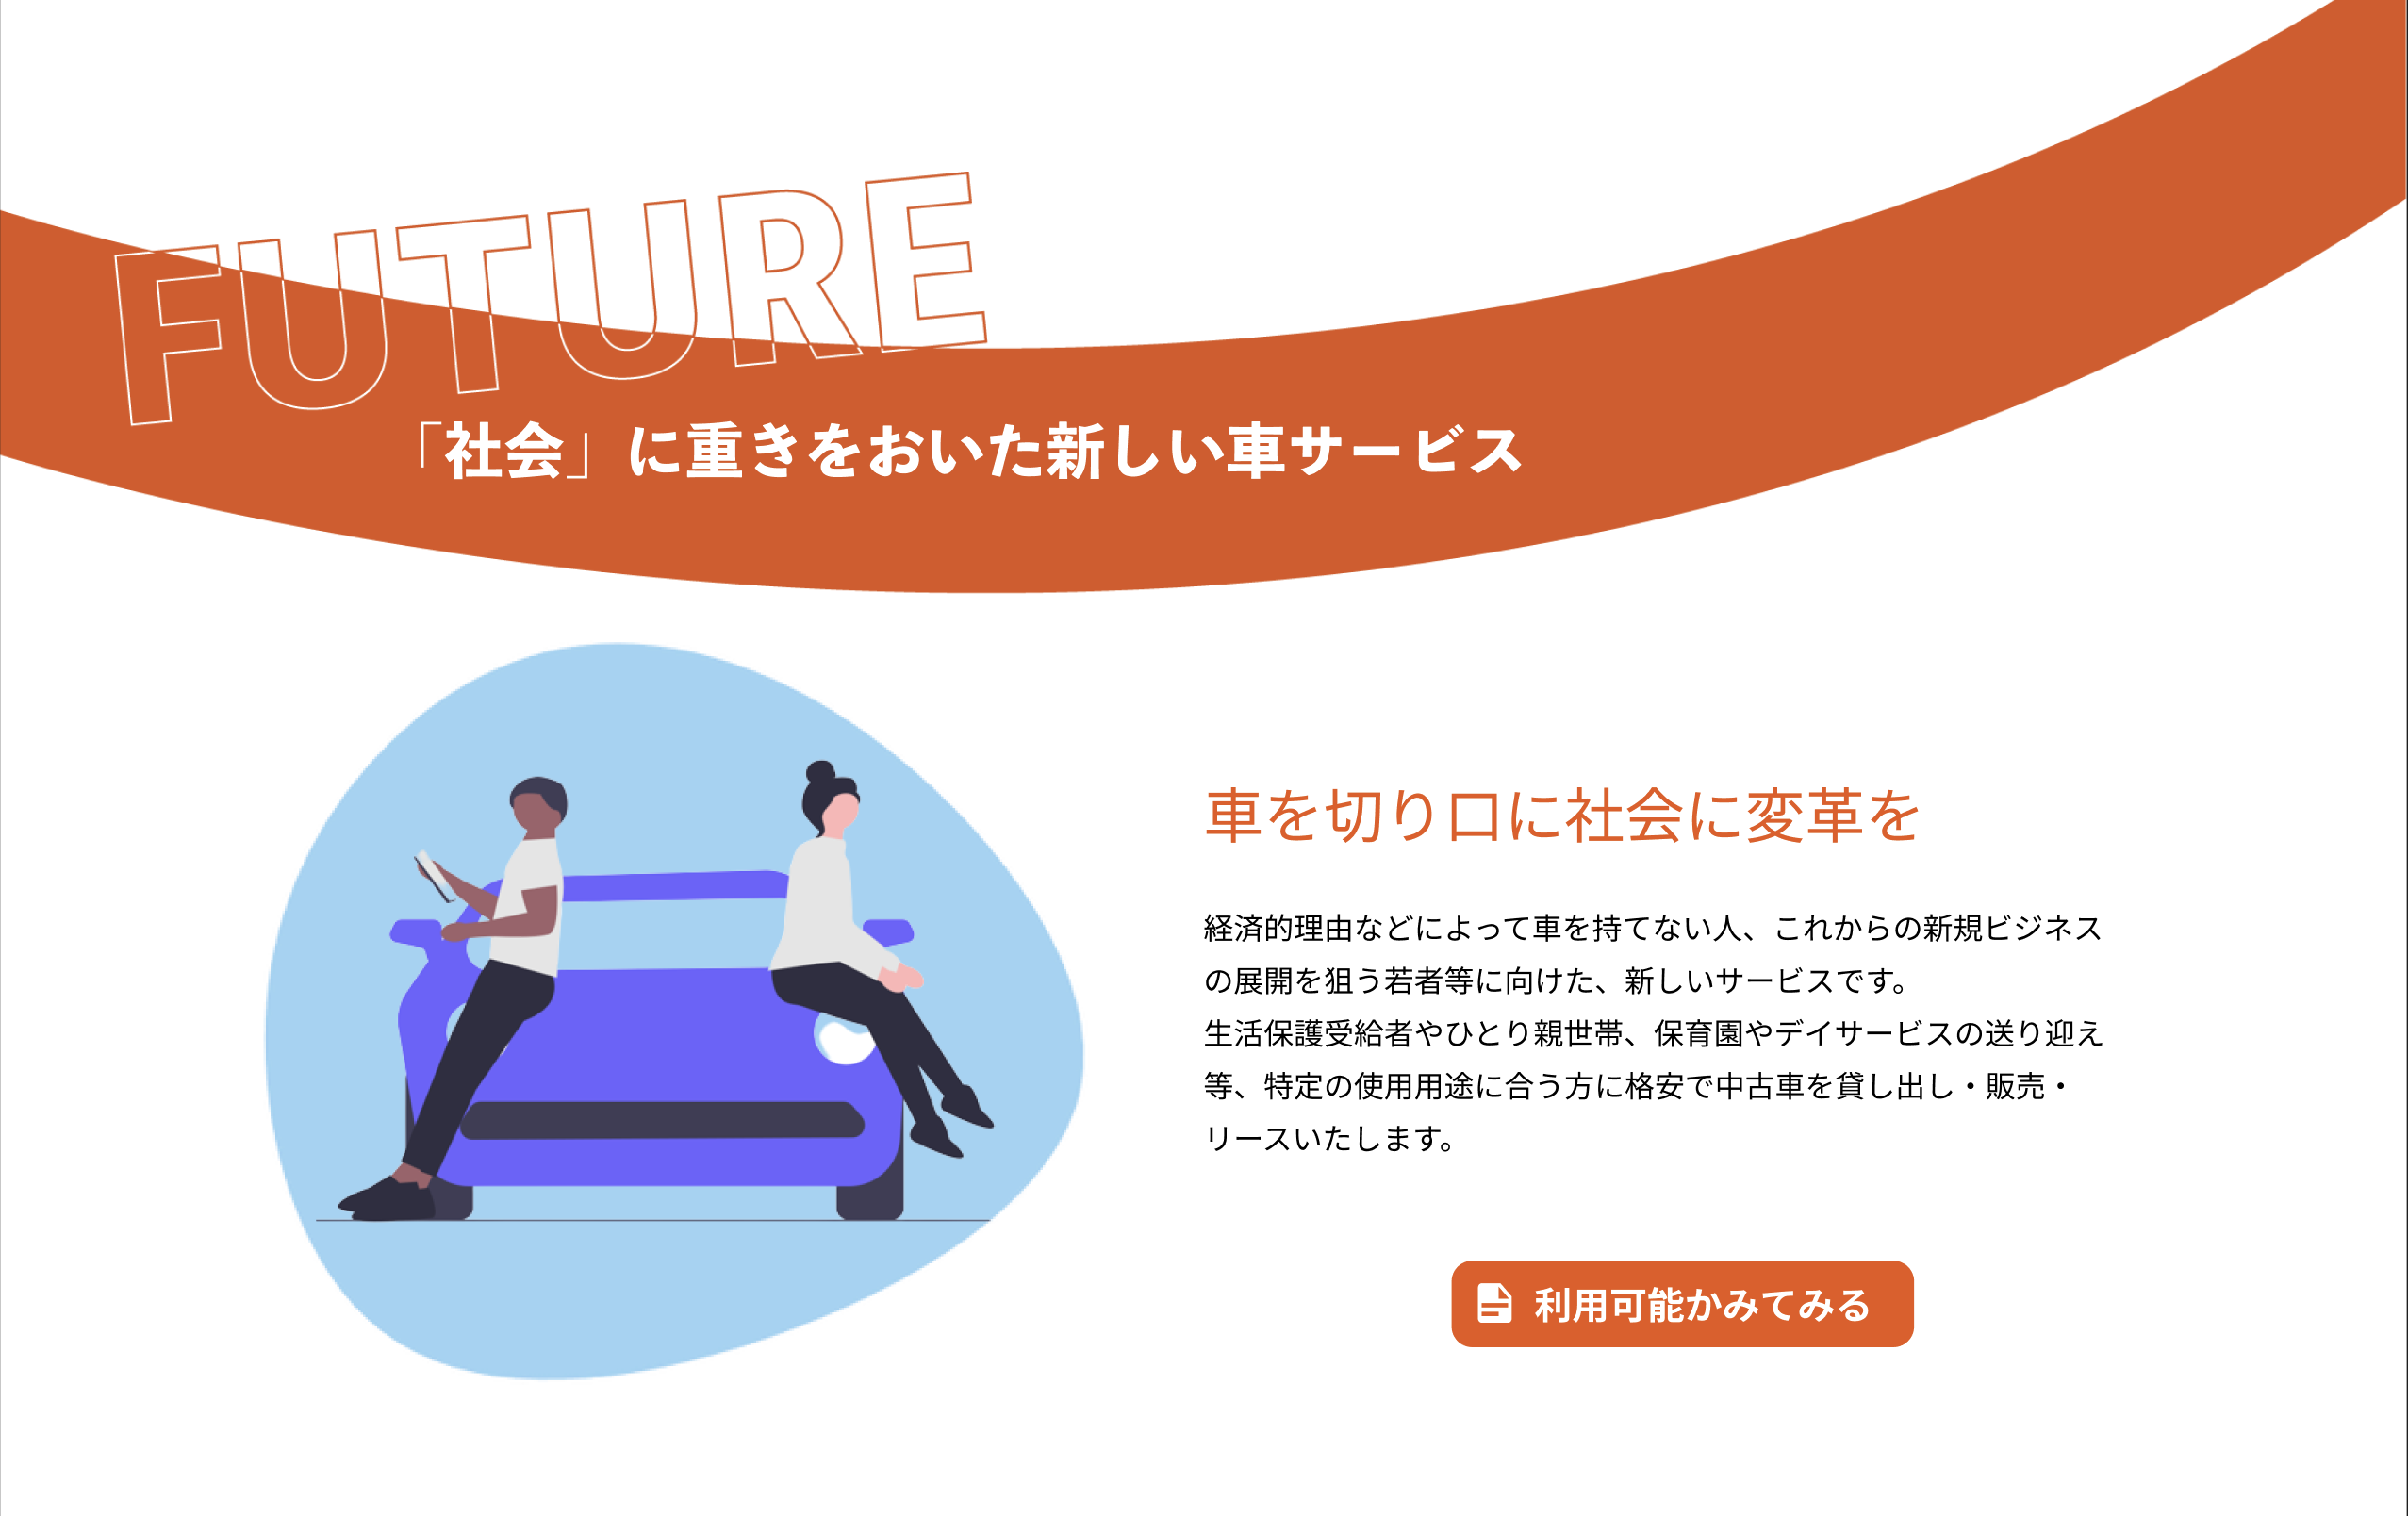 FUTURE
「社会」に重きをおいた新しい車サービス
車を切り口に社会に変革を
経済的理由などによって車を持てない人、これからの新規ビジネス
の展開を狙う若者等に向けた、新しいサービスです。
生活保護受給者やひとり親世帯、保育園やデイサービスの送り迎え
等、特定の使用用途に合う方に格安で中古車を貸し出し・販売・
リースいたします。
利用可能かみてみる